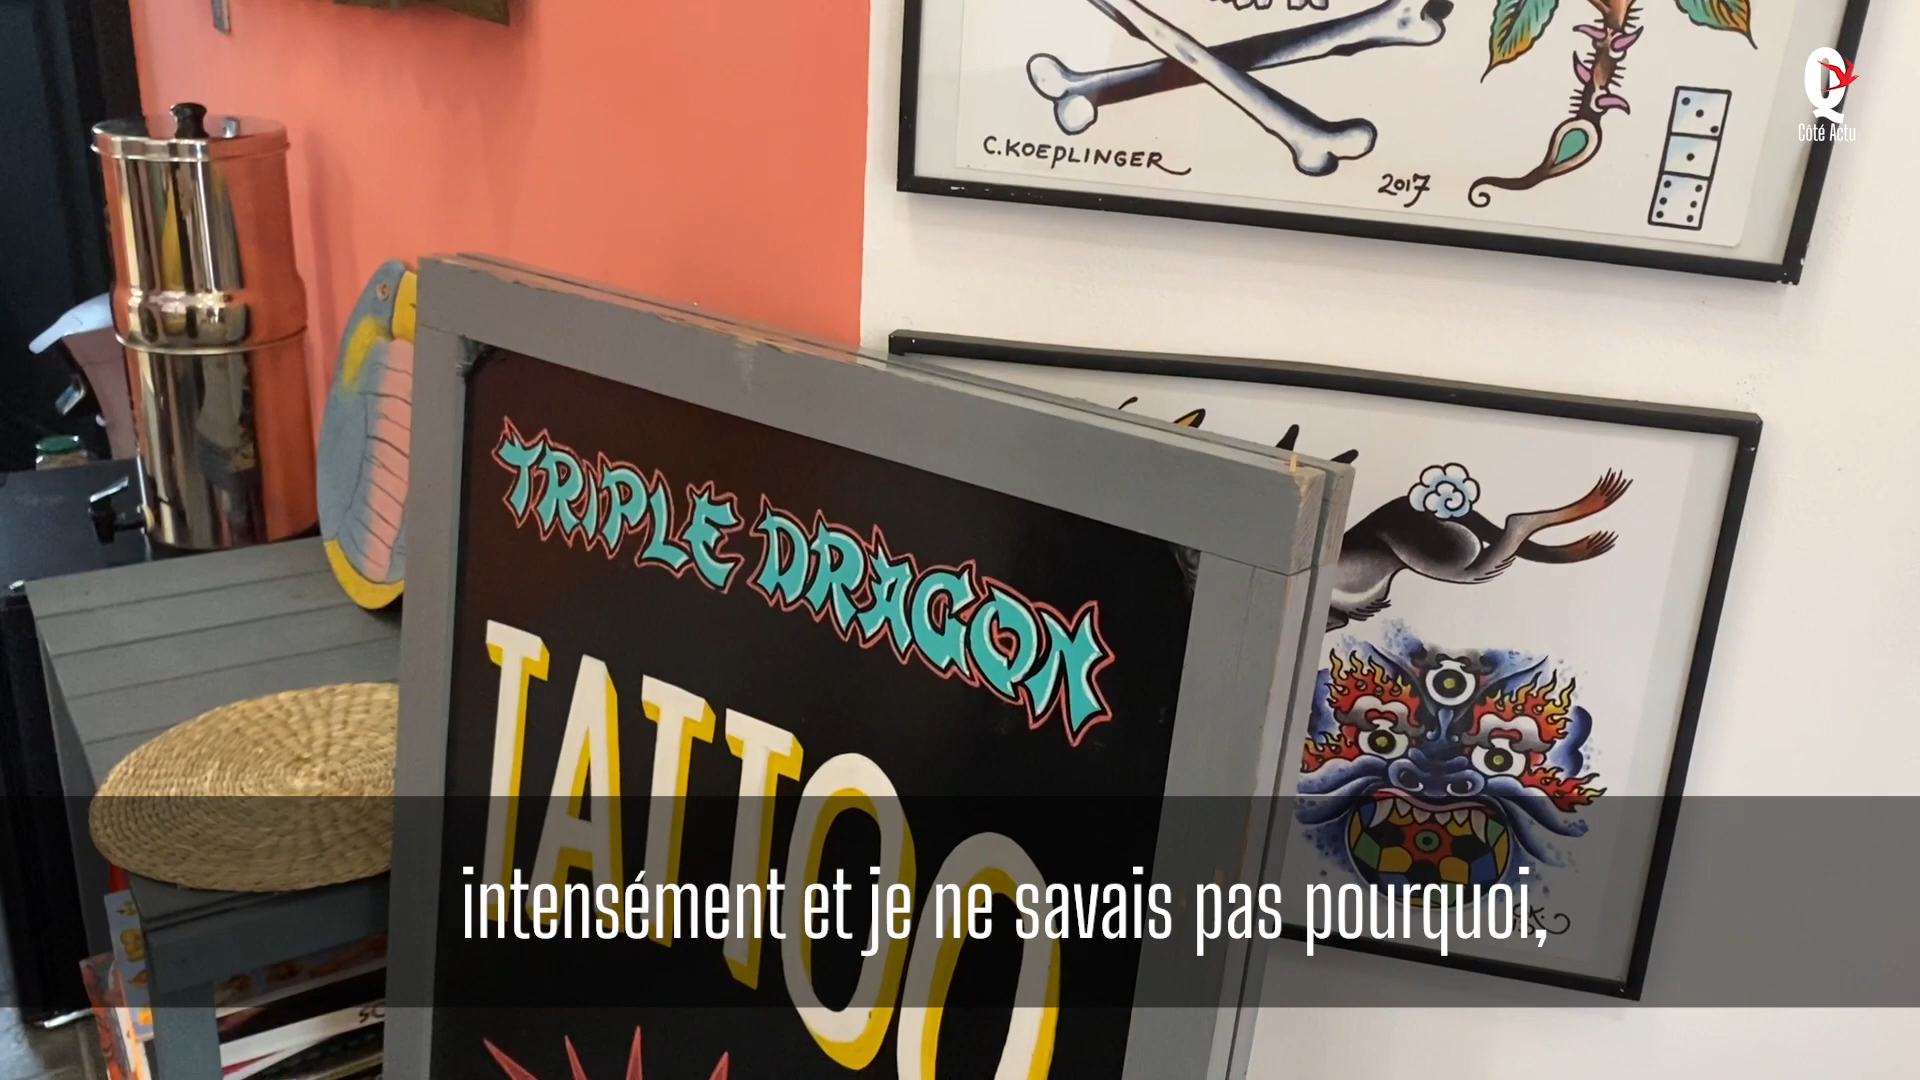 Côté Actu
C.KOEPLINGER
2017
TRIPLE DRAGON
TATTOO
intensément et je ne savais pas pourquoi,